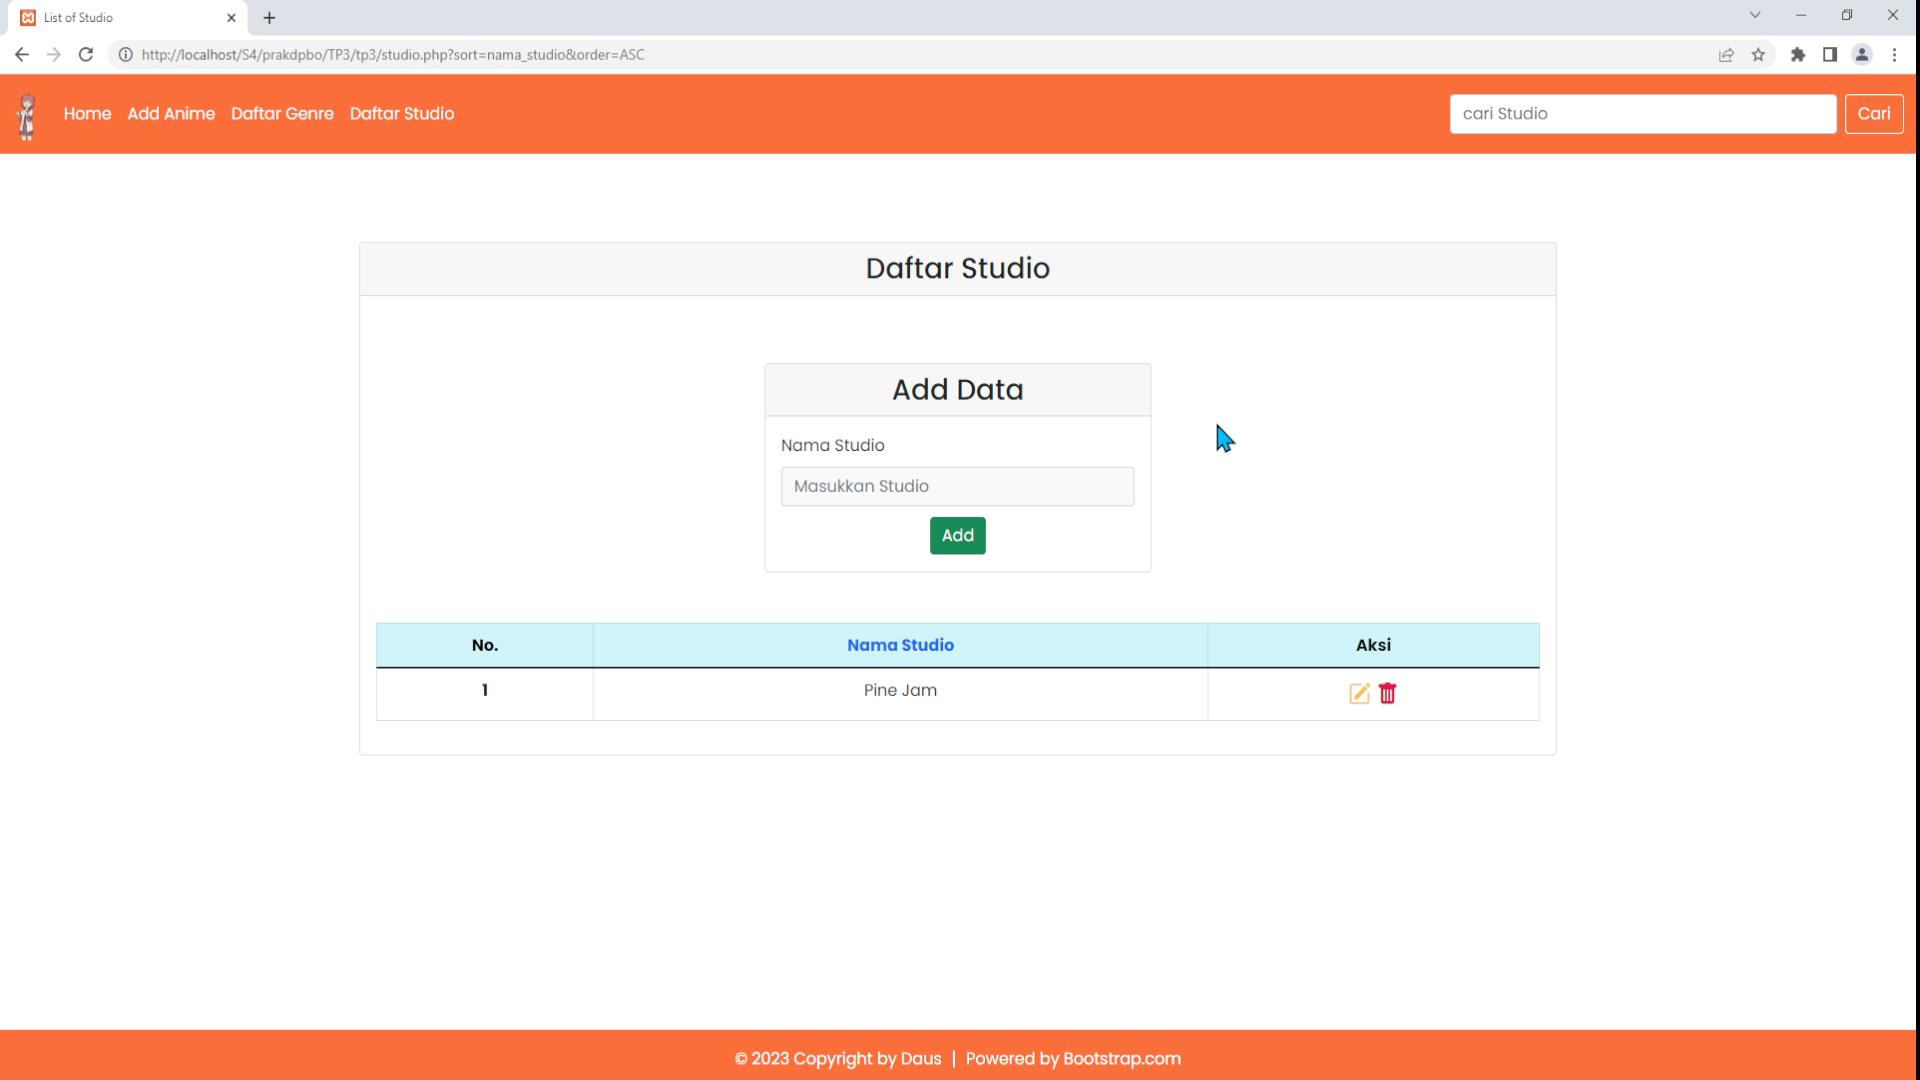 List of Studio
http://localhost/S4/prakdpbo/TP3/tp3/studio.php?sort=nama_studio&order=ASC
Home Add Anime Daftar Genre Daftar Studio cari Studio Cari
Daftar Studio
Add Data
Nama Studio
Masukkan Studio
Add
No. Nama Studio Aksi
1 Pine Jam
© 2023 Copyright by Daus | Powered by Bootstrap.com